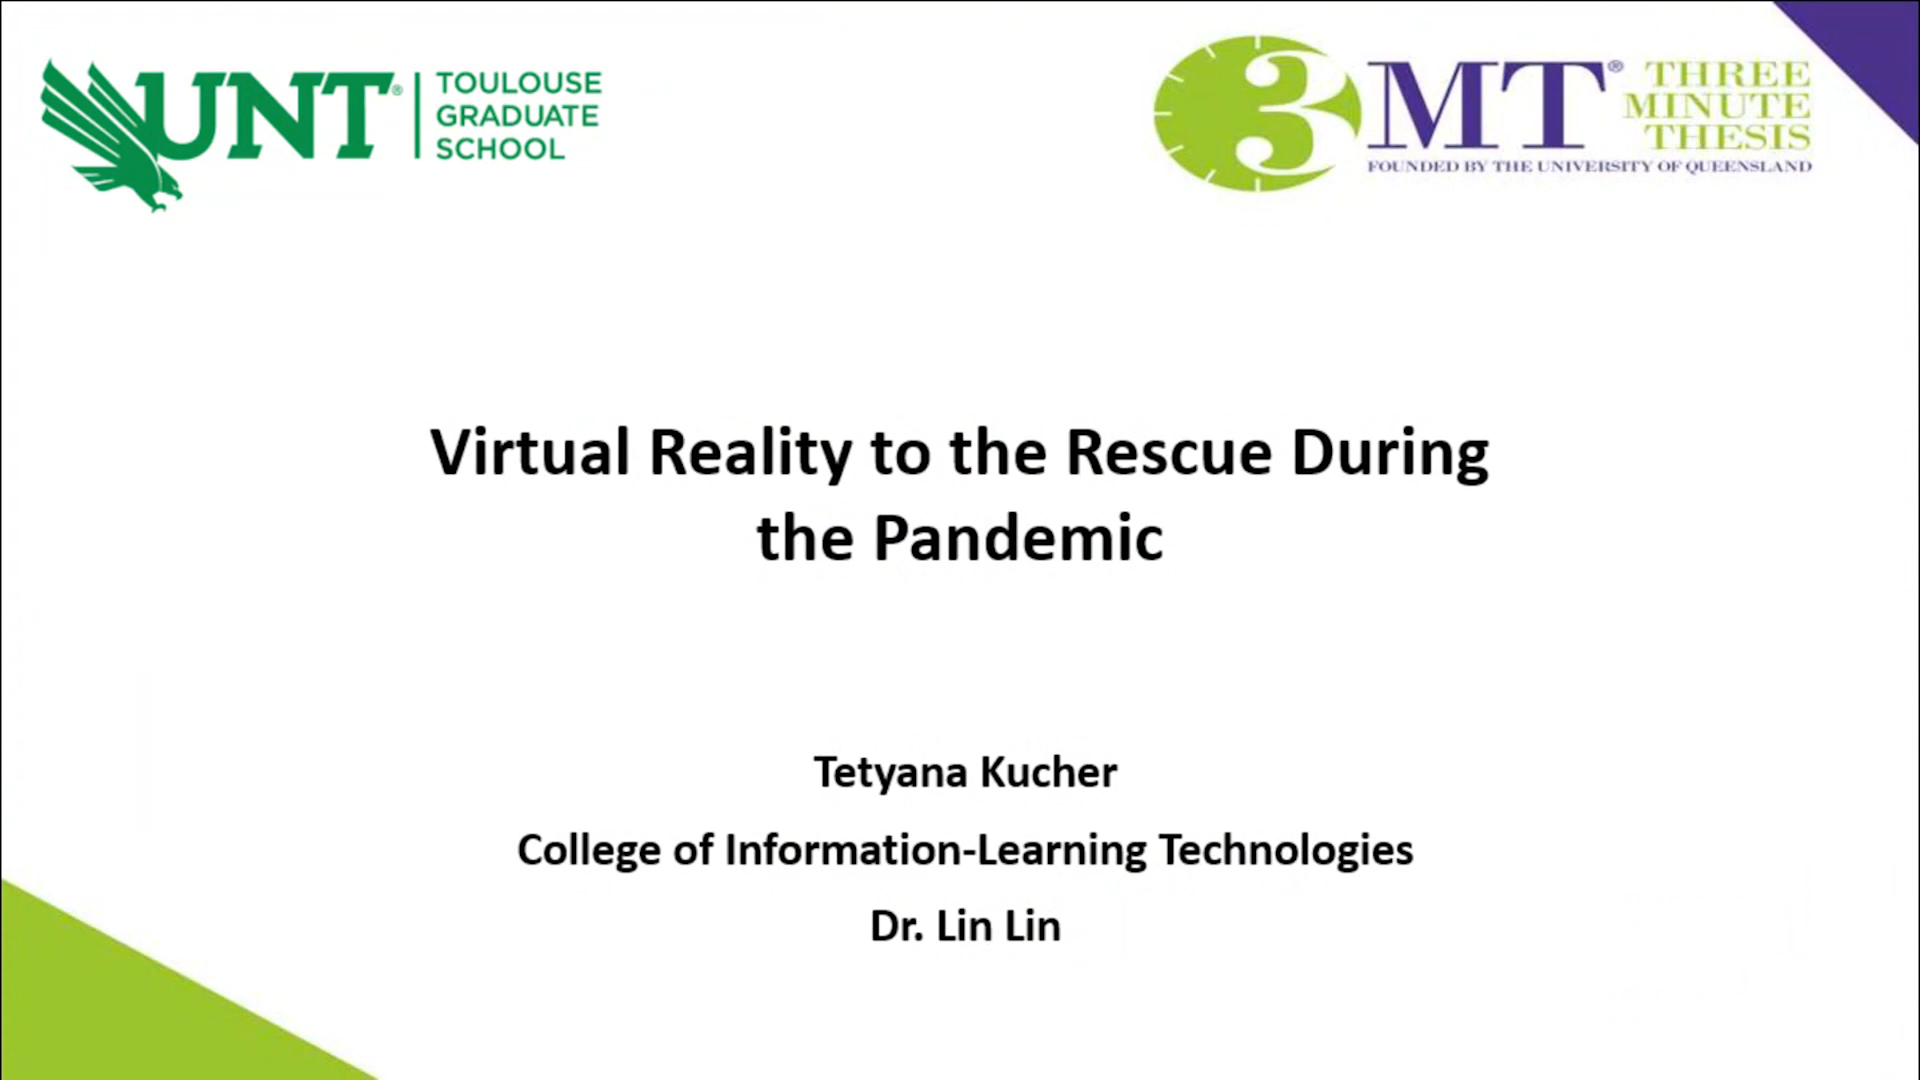 UNT®
TOULOUSE
GRADUATE
SCHOOL
3MT®
THREE
MINUTE
THESIS
FOUNDED BY THE UNIVERSITY OF QUEENSLAND
Virtual Reality to the Rescue During
the Pandemic
Tetyana Kucher
College of Information-Learning Technologies
Dr. Lin Lin